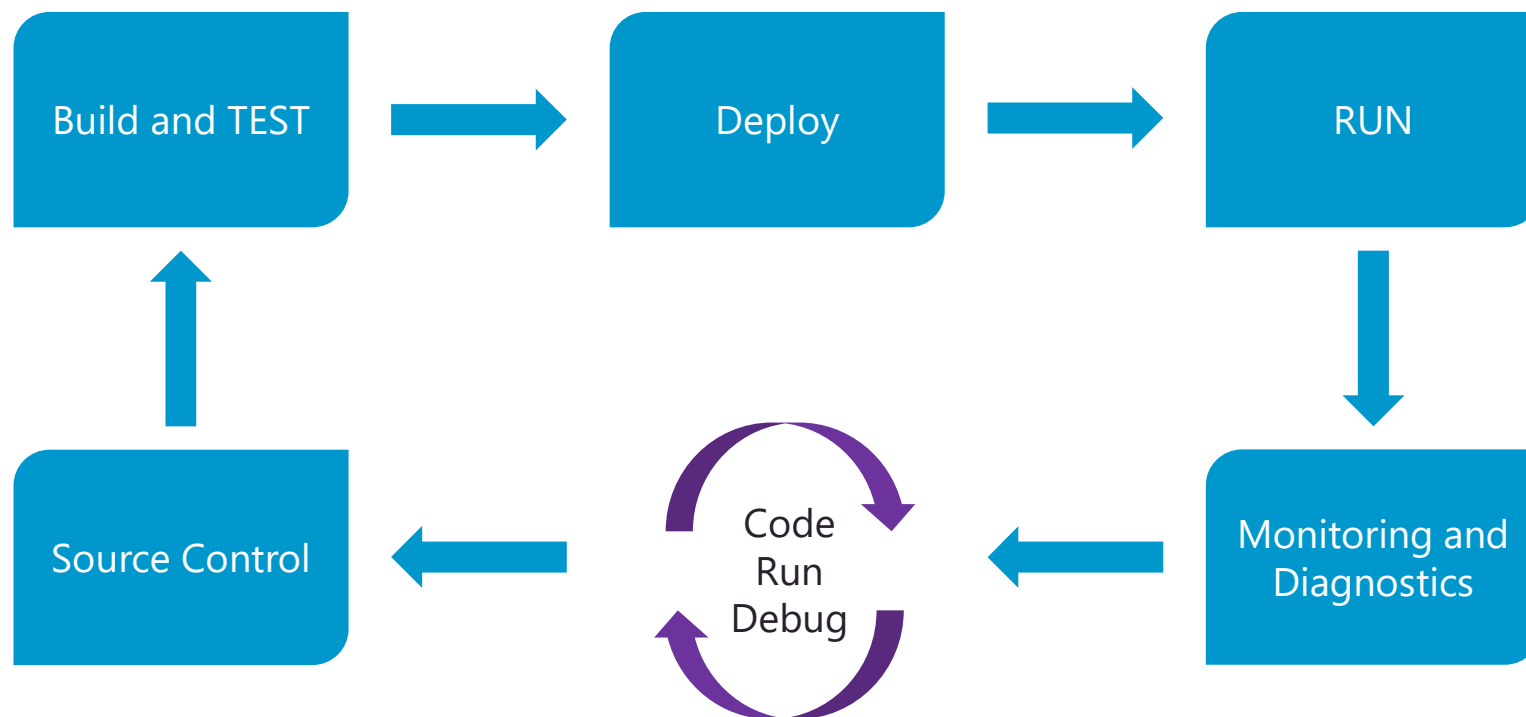 Build and TEST
Deploy
RUN
Source Control
Code
Run
Debug
Monitoring and
Diagnostics